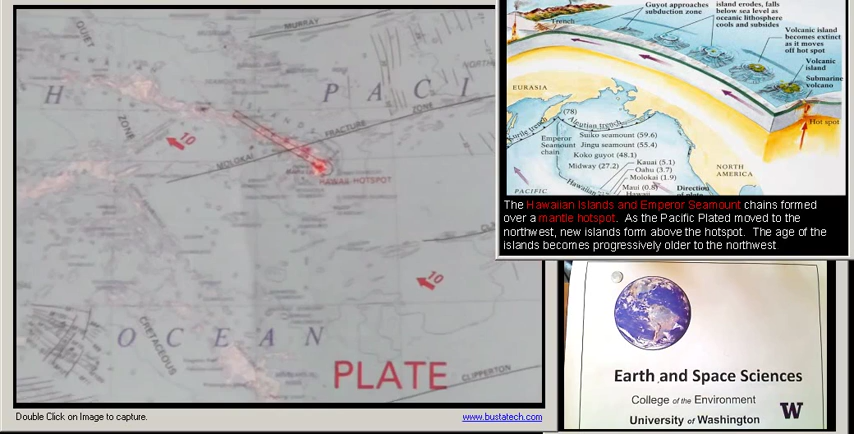 QUIET
MURRAY
H
P A C I
ZONE
10
FRACTURE
ZONE
MOLOKAI
HAWAII HOTSPOT
10
O C E A N
CRETACEOUS
QUIET
PLATE
CLIPPERTON
Double Click on Image to capture.
www.bustatech.com
Trench
Guyot approaches
subduction zone
island erodes, falls
below sea level as
oceanic lithosphere
cools and subsides
Volcanic island
becomes extinct
as it moves
off hot spot
Volcanic
island
Submarine
volcano
Hot spot
EURASIA
(78)
Kurile trench
Aleutian trench
Emperor
Seamount
chain
Suiko seamount (59.6)
Jingu seamount (55.4)
Koko guyot (48.1)
Midway (27.2)
Kauai (5.1)
Oahu (3.7)
Molokai (1.9)
Maui (0.8)
Hawaii
Hawaiian
Direction
NORTH
AMERICA
PACIFIC
The Hawaiian Islands and Emperor Seamount chains formed
over a mantle hotspot. As the Pacific Plated moved to the
northwest, new islands form above the hotspot. The age of the
islands becomes progressively older to the northwest
Earth and Space Sciences
College of the Environment
University of Washington
W